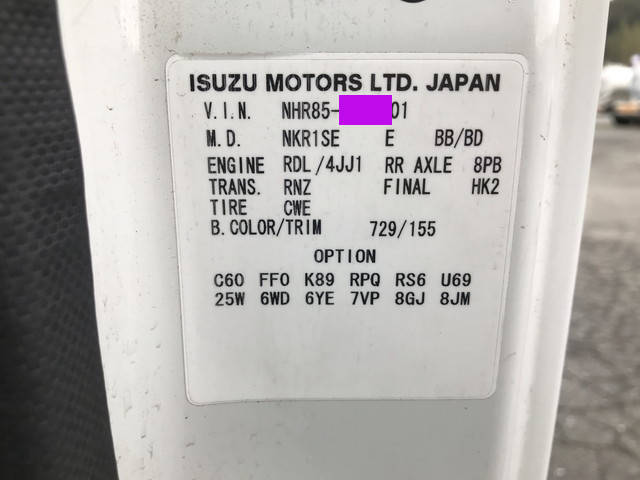 ISUZU MOTORS LTD. JAPAN
V.I.N. NHR85- 01
M.D. NKR1SE E BB/BD
ENGINE RDL/4JJ1 RR AXLE 8PB
TRANS. RNZ FINAL HK2
TIRE CWE
B.COLOR/TRIM 729/155
OPTION
C60 FF0 K89 RPQ RS6 U69
25W 6WD 6YE 7VP 8GJ 8JM